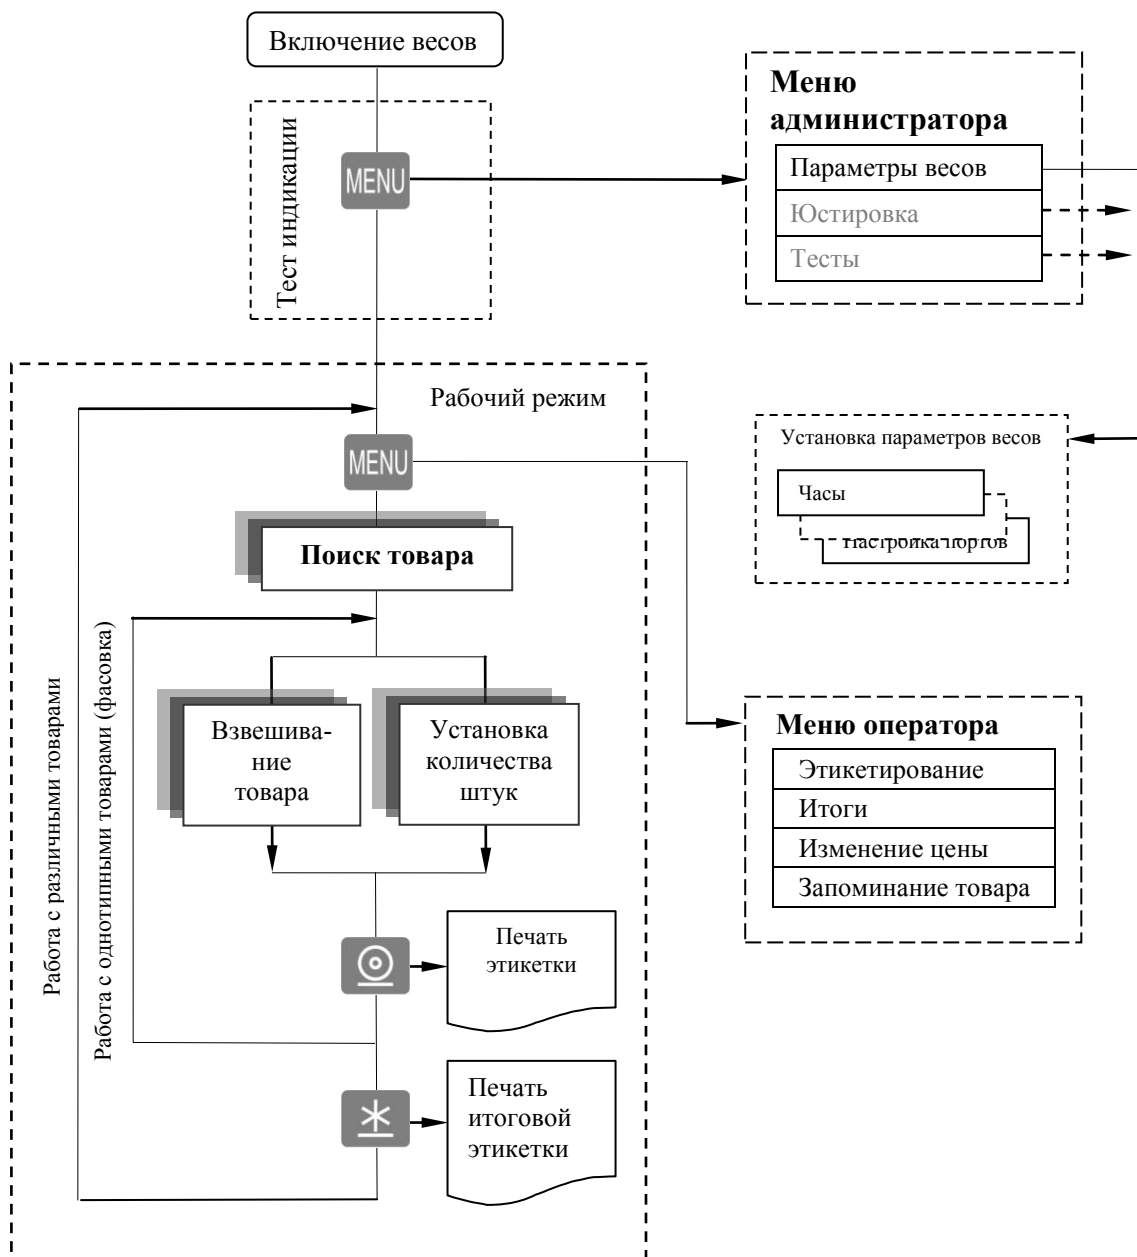 Включение весов
Тест индикации
MENU
Меню
администратора
Параметры весов
Юстировка
Тесты
Рабочий режим
MENU
Установка параметров весов
Часы
Настройка портов
Поиск товара
Работа с различными товарами
Работа с однотипными товарами (фасовка)
Взвешива-
ние
товара
Установка
количества
штук
Меню оператора
Этикетирование
Итоги
Изменение цены
Запоминание товара
Печать
этикетки
Печать
итоговой
этикетки